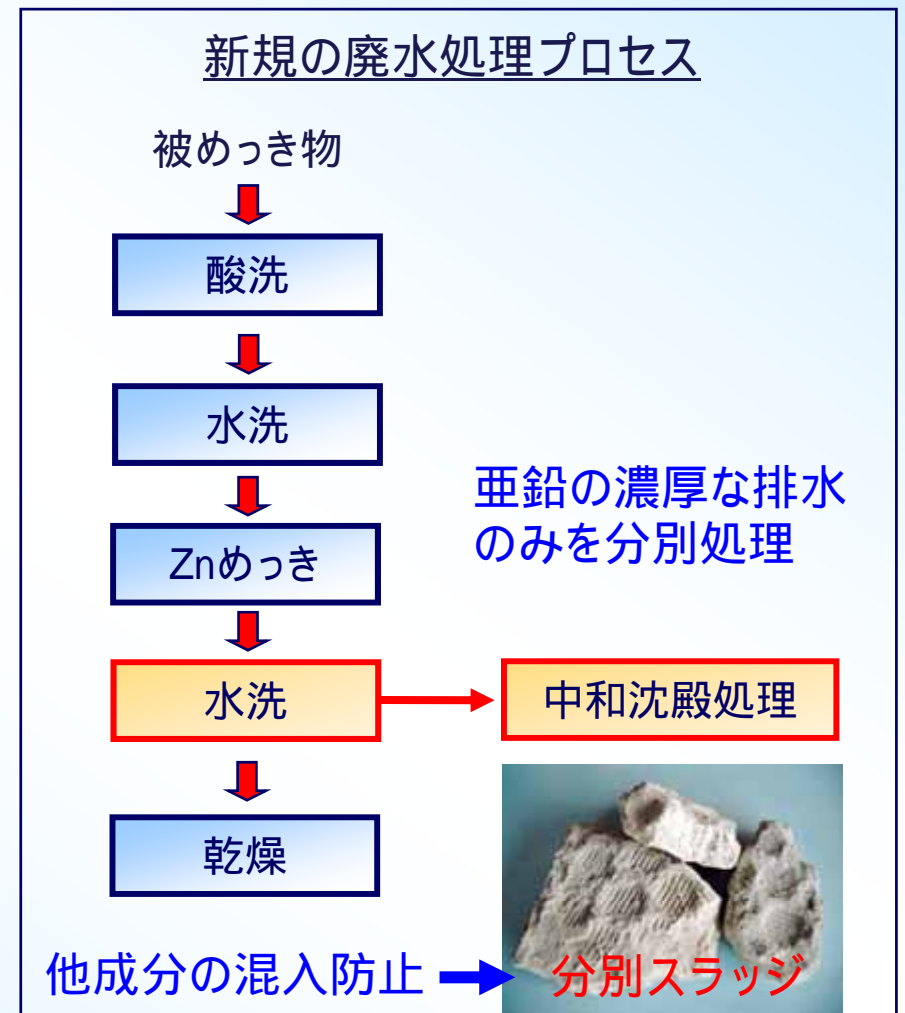 新規の廃水処理プロセス
被めっき物
酸洗
水洗
亜鉛の濃厚な排水
のみを分別処理
Znめっき
水洗
中和沈殿処理
乾燥
他成分の混入防止
分別スラッジ